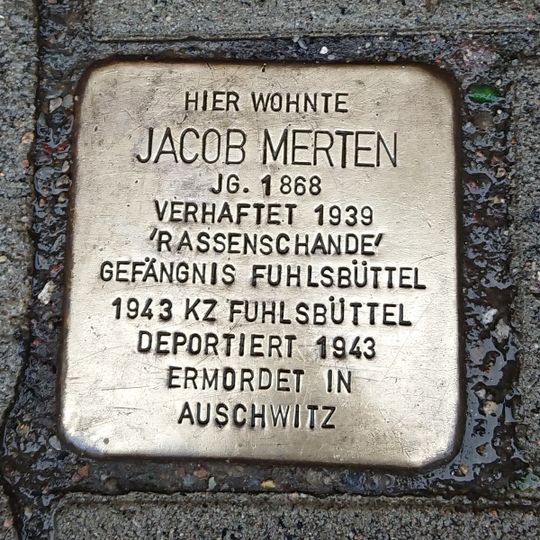 HIER WOHNTE
JACOB MERTEN
JG. 1868
VERHAFTET 1939
'RASSENSCHANDE'
GEFÄNGNIS FUHLSBÜTTEL
1943 KZ FUHLSBÜTTEL
DEPORTIERT 1943
ERMORDET IN
AUSCHWITZ